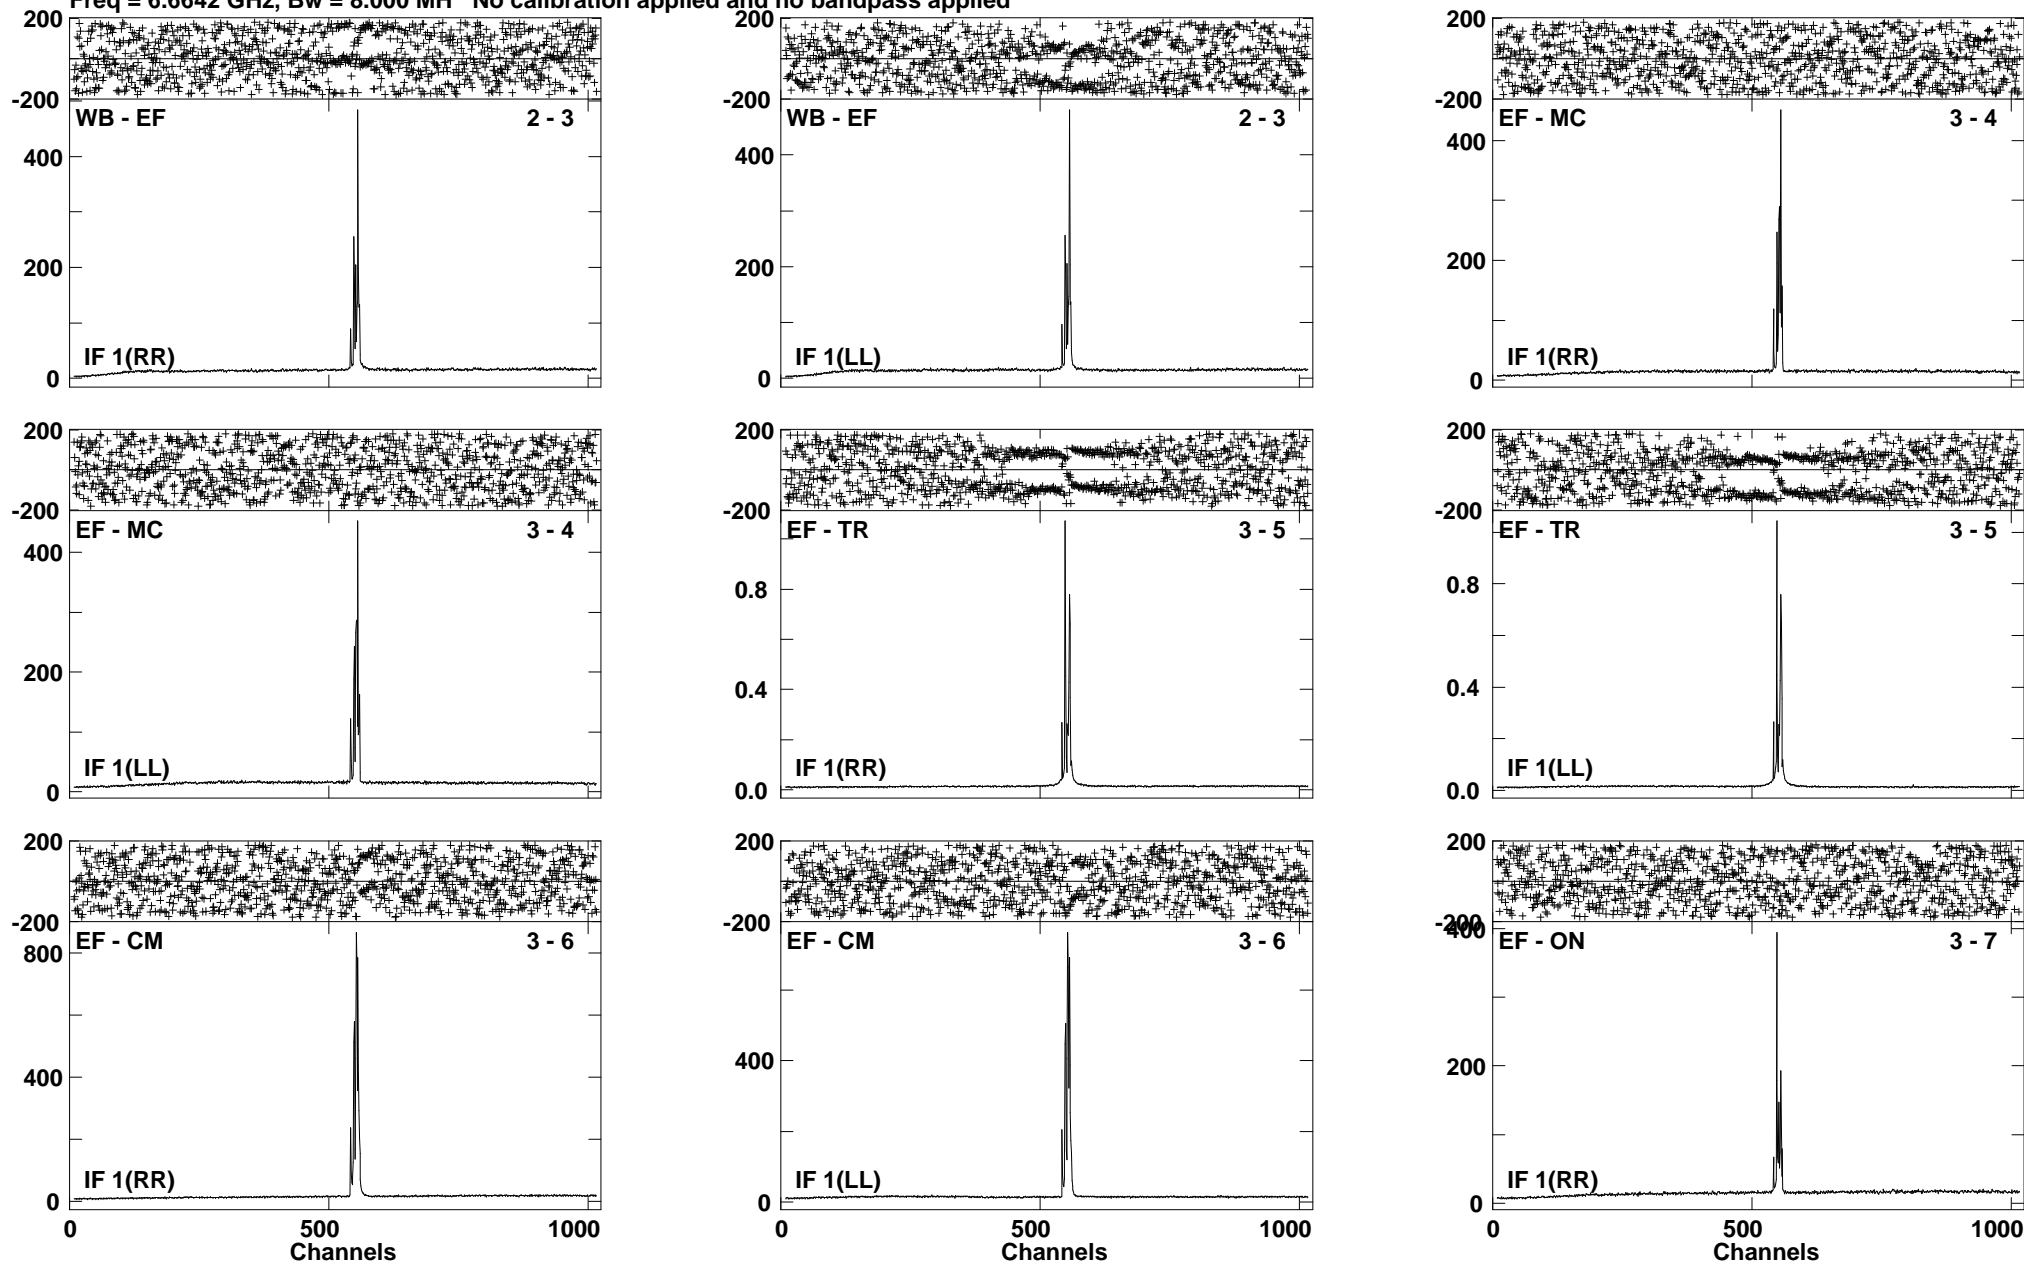 Freq = 6.6642 GHz, Bw = 8.000 MH No calibration applied and no bandpass applied
200
-200
WB - EF 2 - 3
400
200
0
IF 1(RR)
200
-200
WB - EF 2 - 3
400
200
0
IF 1(LL)
200
-200
EF - MC 3 - 4
400
200
0
IF 1(RR)
200
-200
EF - MC 3 - 4
400
200
0
IF 1(LL)
200
-200
EF - TR 3 - 5
0.8
0.4
0.0
IF 1(RR)
200
-200
EF - TR 3 - 5
0.8
0.4
0.0
IF 1(LL)
200
-200
EF - CM 3 - 6
800
400
0
IF 1(RR)
0 500 1000
Channels
200
-200
EF - CM 3 - 6
400
0
IF 1(LL)
0 500 1000
Channels
200
-200
400
EF - ON 3 - 7
200
0
IF 1(RR)
0 500 1000
Channels